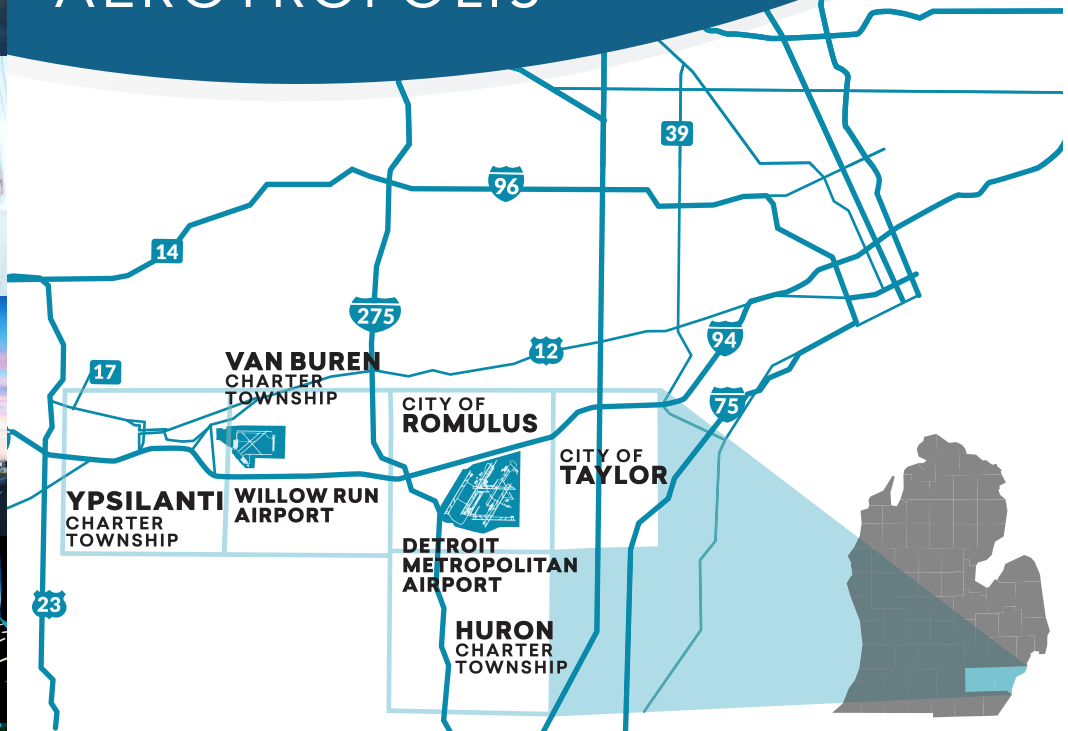 AEROTROPOLIS
39
96
14
275
12
94
17
VAN BUREN
CHARTER
TOWNSHIP
75
CITY OF
ROMULUS
CITY OF
TAYLOR
YPSILANTI
CHARTER
TOWNSHIP
WILLOW RUN
AIRPORT
DETROIT
METROPOLITAN
AIRPORT
23
HURON
CHARTER
TOWNSHIP